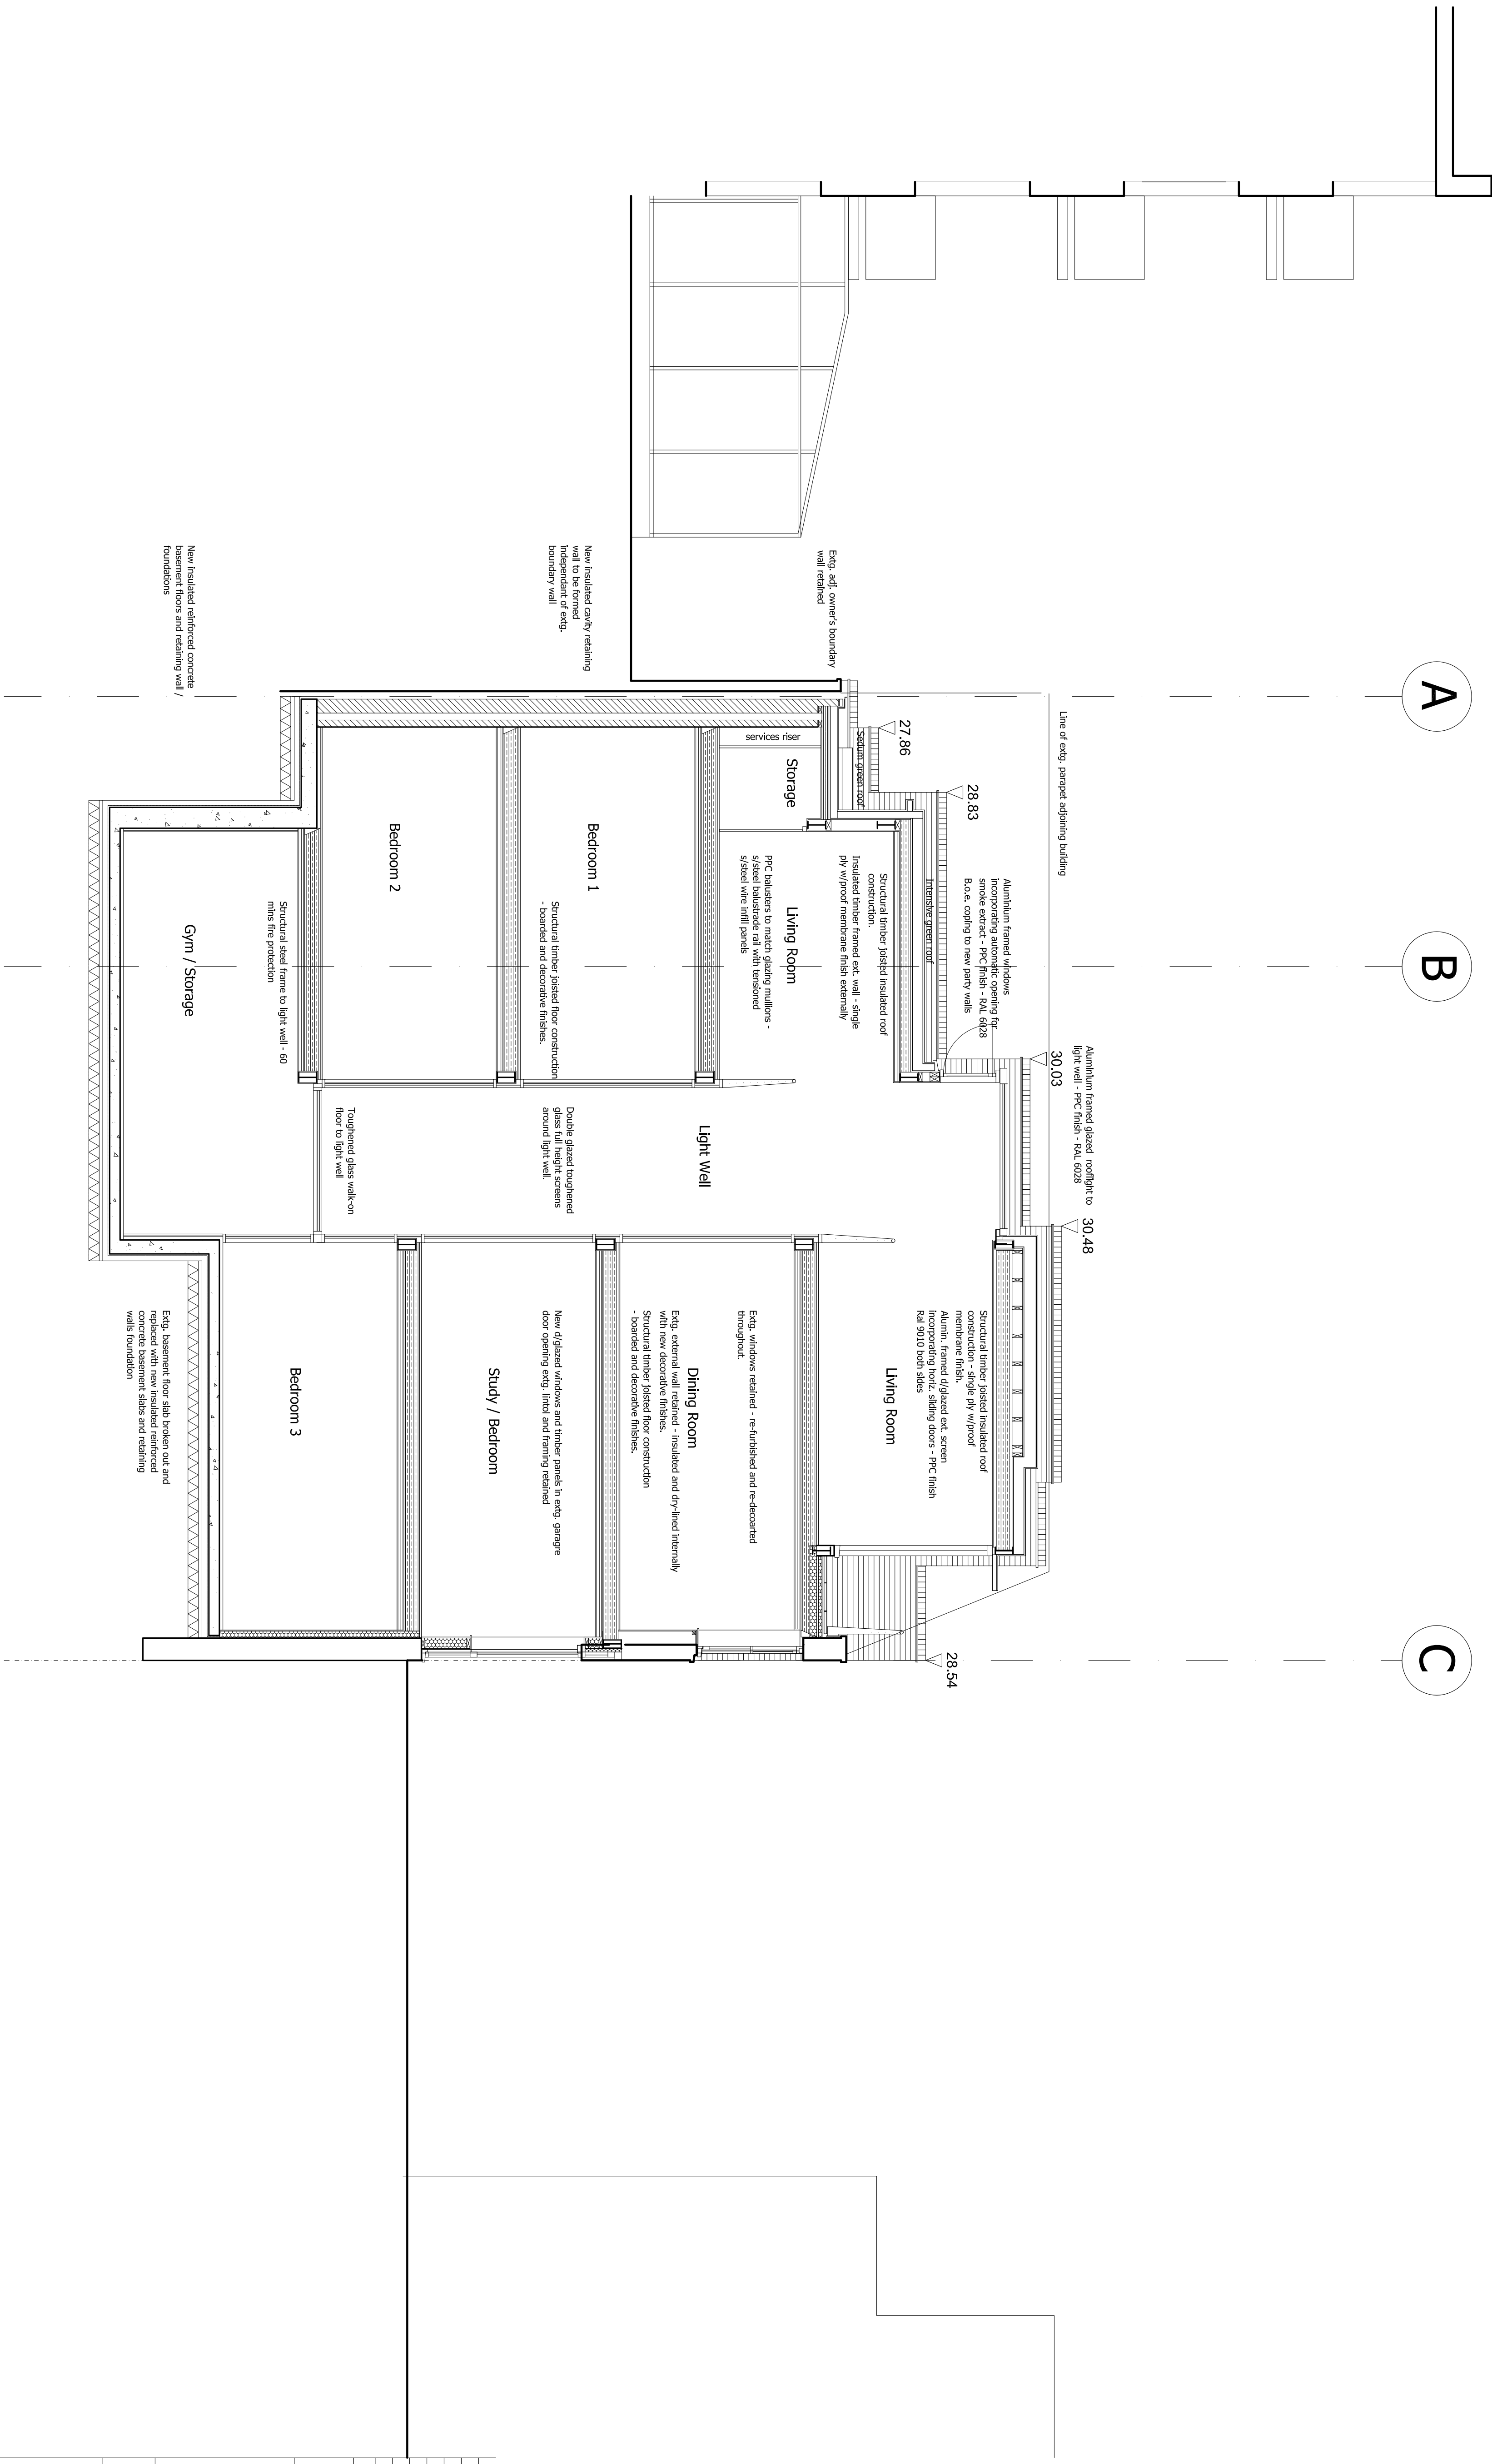 A
B
C
Line of extg. parapet adjoining building
Aluminium framed glazed rooflight to
light well - PPC finish - RAL 6028
30.48
30.03
28.83
27.86
28.54
Aluminium framed windows
incorporating automatic opening for
smoke extract - PPC finish - RAL 6028
B.o.e. coping to new party walls
Intensive green roof
Sedum green roof
Structural timber joisted insulated roof
construction.
Insulated timber framed ext. wall - single
ply w/proof membrane finish externally
Extg. adj. owner's boundary
wall retained
services riser
Storage
Living Room
PPC balusters to match glazing mullions -
s/steel balustrade rail with tensioned
s/steel wire infill panels
Structural timber joisted insulated roof
construction - single ply w/proof
membrane finish.
Alumin. framed d/glazed ext. screen
incorporating horiz. sliding doors - PPC finish
Ral 9010 both sides
Living Room
Extg. windows retained - re-furbished and re-decoarted
throughout.
Light Well
Dining Room
Extg. external wall retained - insulated and dry-lined internally
with new decorative finishes.
Structural timber joisted floor construction
- boarded and decorative finishes.
New insulated cavity retaining
wall to be formed
independant of extg.
boundary wall
Bedroom 1
Structural timber joisted floor construction
- boarded and decorative finishes.
Double glazed toughened
glass full height screens
around light well.
New d/glazed windows and timber panels in extg. garagre
door opening extg. lintol and framing retained
Study / Bedroom
Bedroom 2
Toughened glass walk-on
floor to light well
Bedroom 3
Structural steel frame to light well - 60
mins fire protection
Gym / Storage
New insulated reinforced concrete
basement floors and retaining wall /
foundations
Extg. basement floor slab broken out and
replaced with new insulated reinforced
concrete basement slabs and retaining
walls foundation